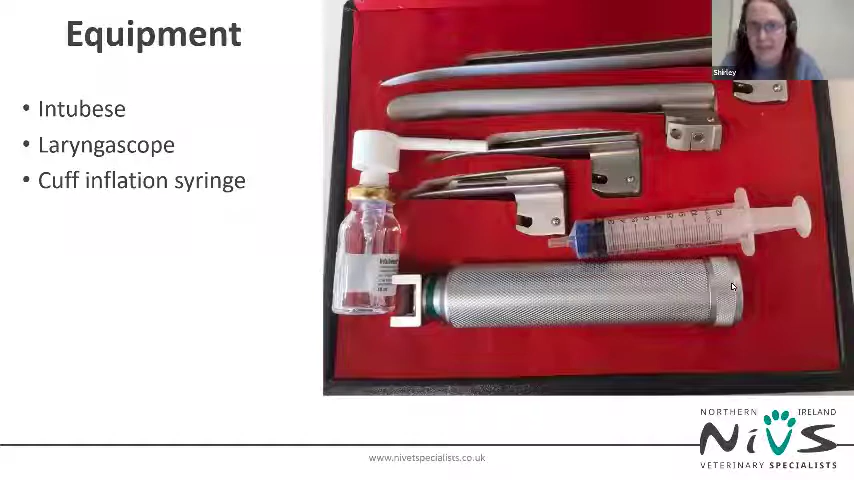 Equipment
• Intubese
• Laryngascope
• Cuff inflation syringe
Shirley
NORTHERN IRELAND
NiVS
VETERINARY SPECIALISTS
www.nivetspecialists.co.uk